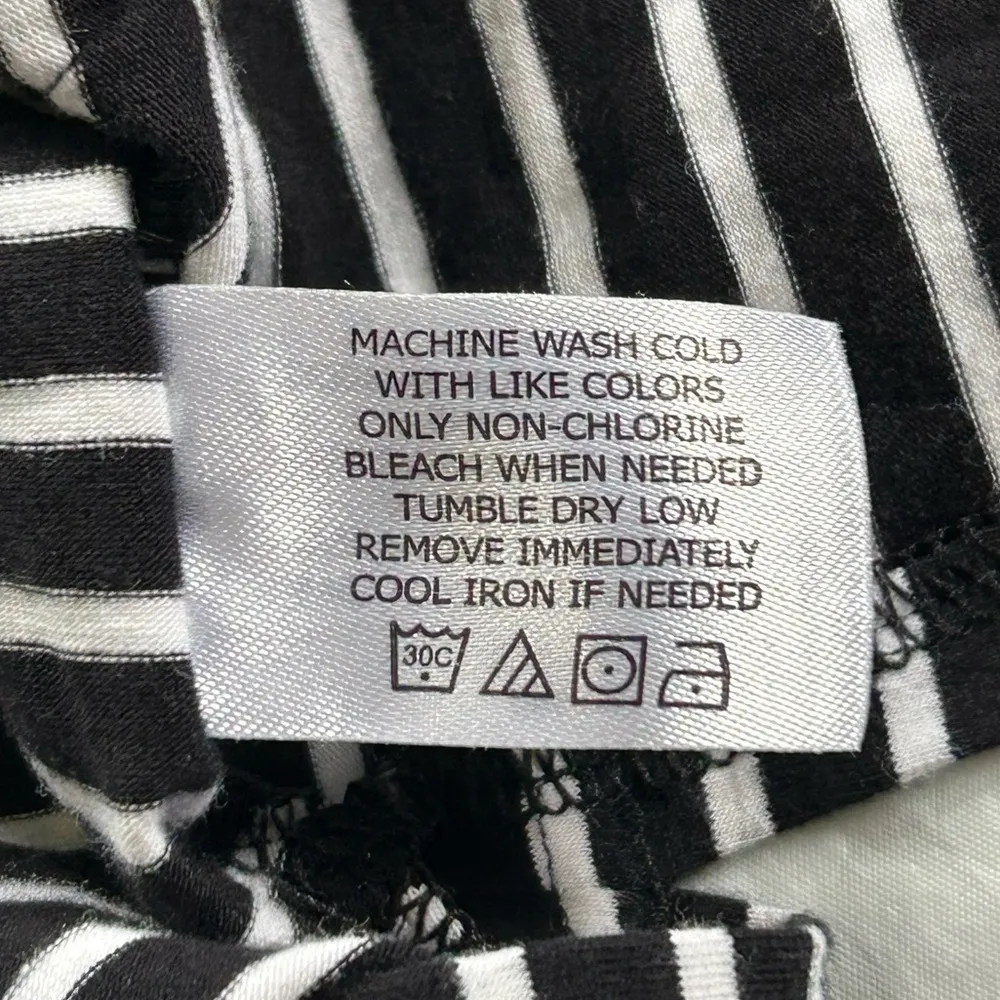 MACHINE WASH COLD
WITH LIKE COLORS
ONLY NON-CHLORINE
BLEACH WHEN NEEDED
TUMBLE DRY LOW
REMOVE IMMEDIATELY
COOL IRON IF NEEDED
30C